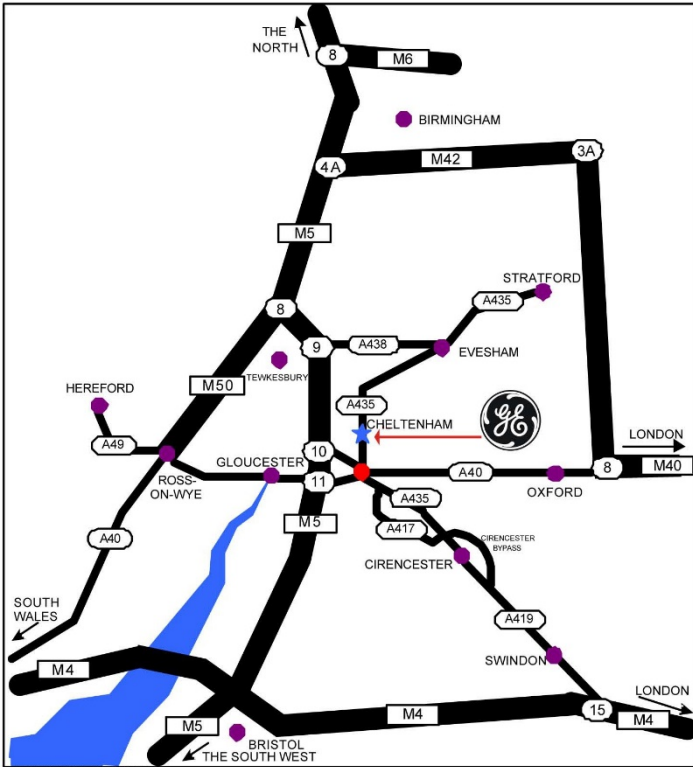 THE
NORTH
8
M6
BIRMINGHAM
3A
4A
M42
M5
STRATFORD
A435
8
9
A438
EVESHAM
TEWKESBURY
M50
HEREFORD
A435
CHELTENHAM
GE
A49
10
LONDON
GLOUCESTER
ROSS-
ON-WYE
11
A40
8
M40
OXFORD
A435
M5
A417
CIRENCESTER
BYPASS
A40
CIRENCESTER
SOUTH
WALES
A419
SWINDON
M4
LONDON
15
M4
M4
M5
BRISTOL
THE SOUTH WEST